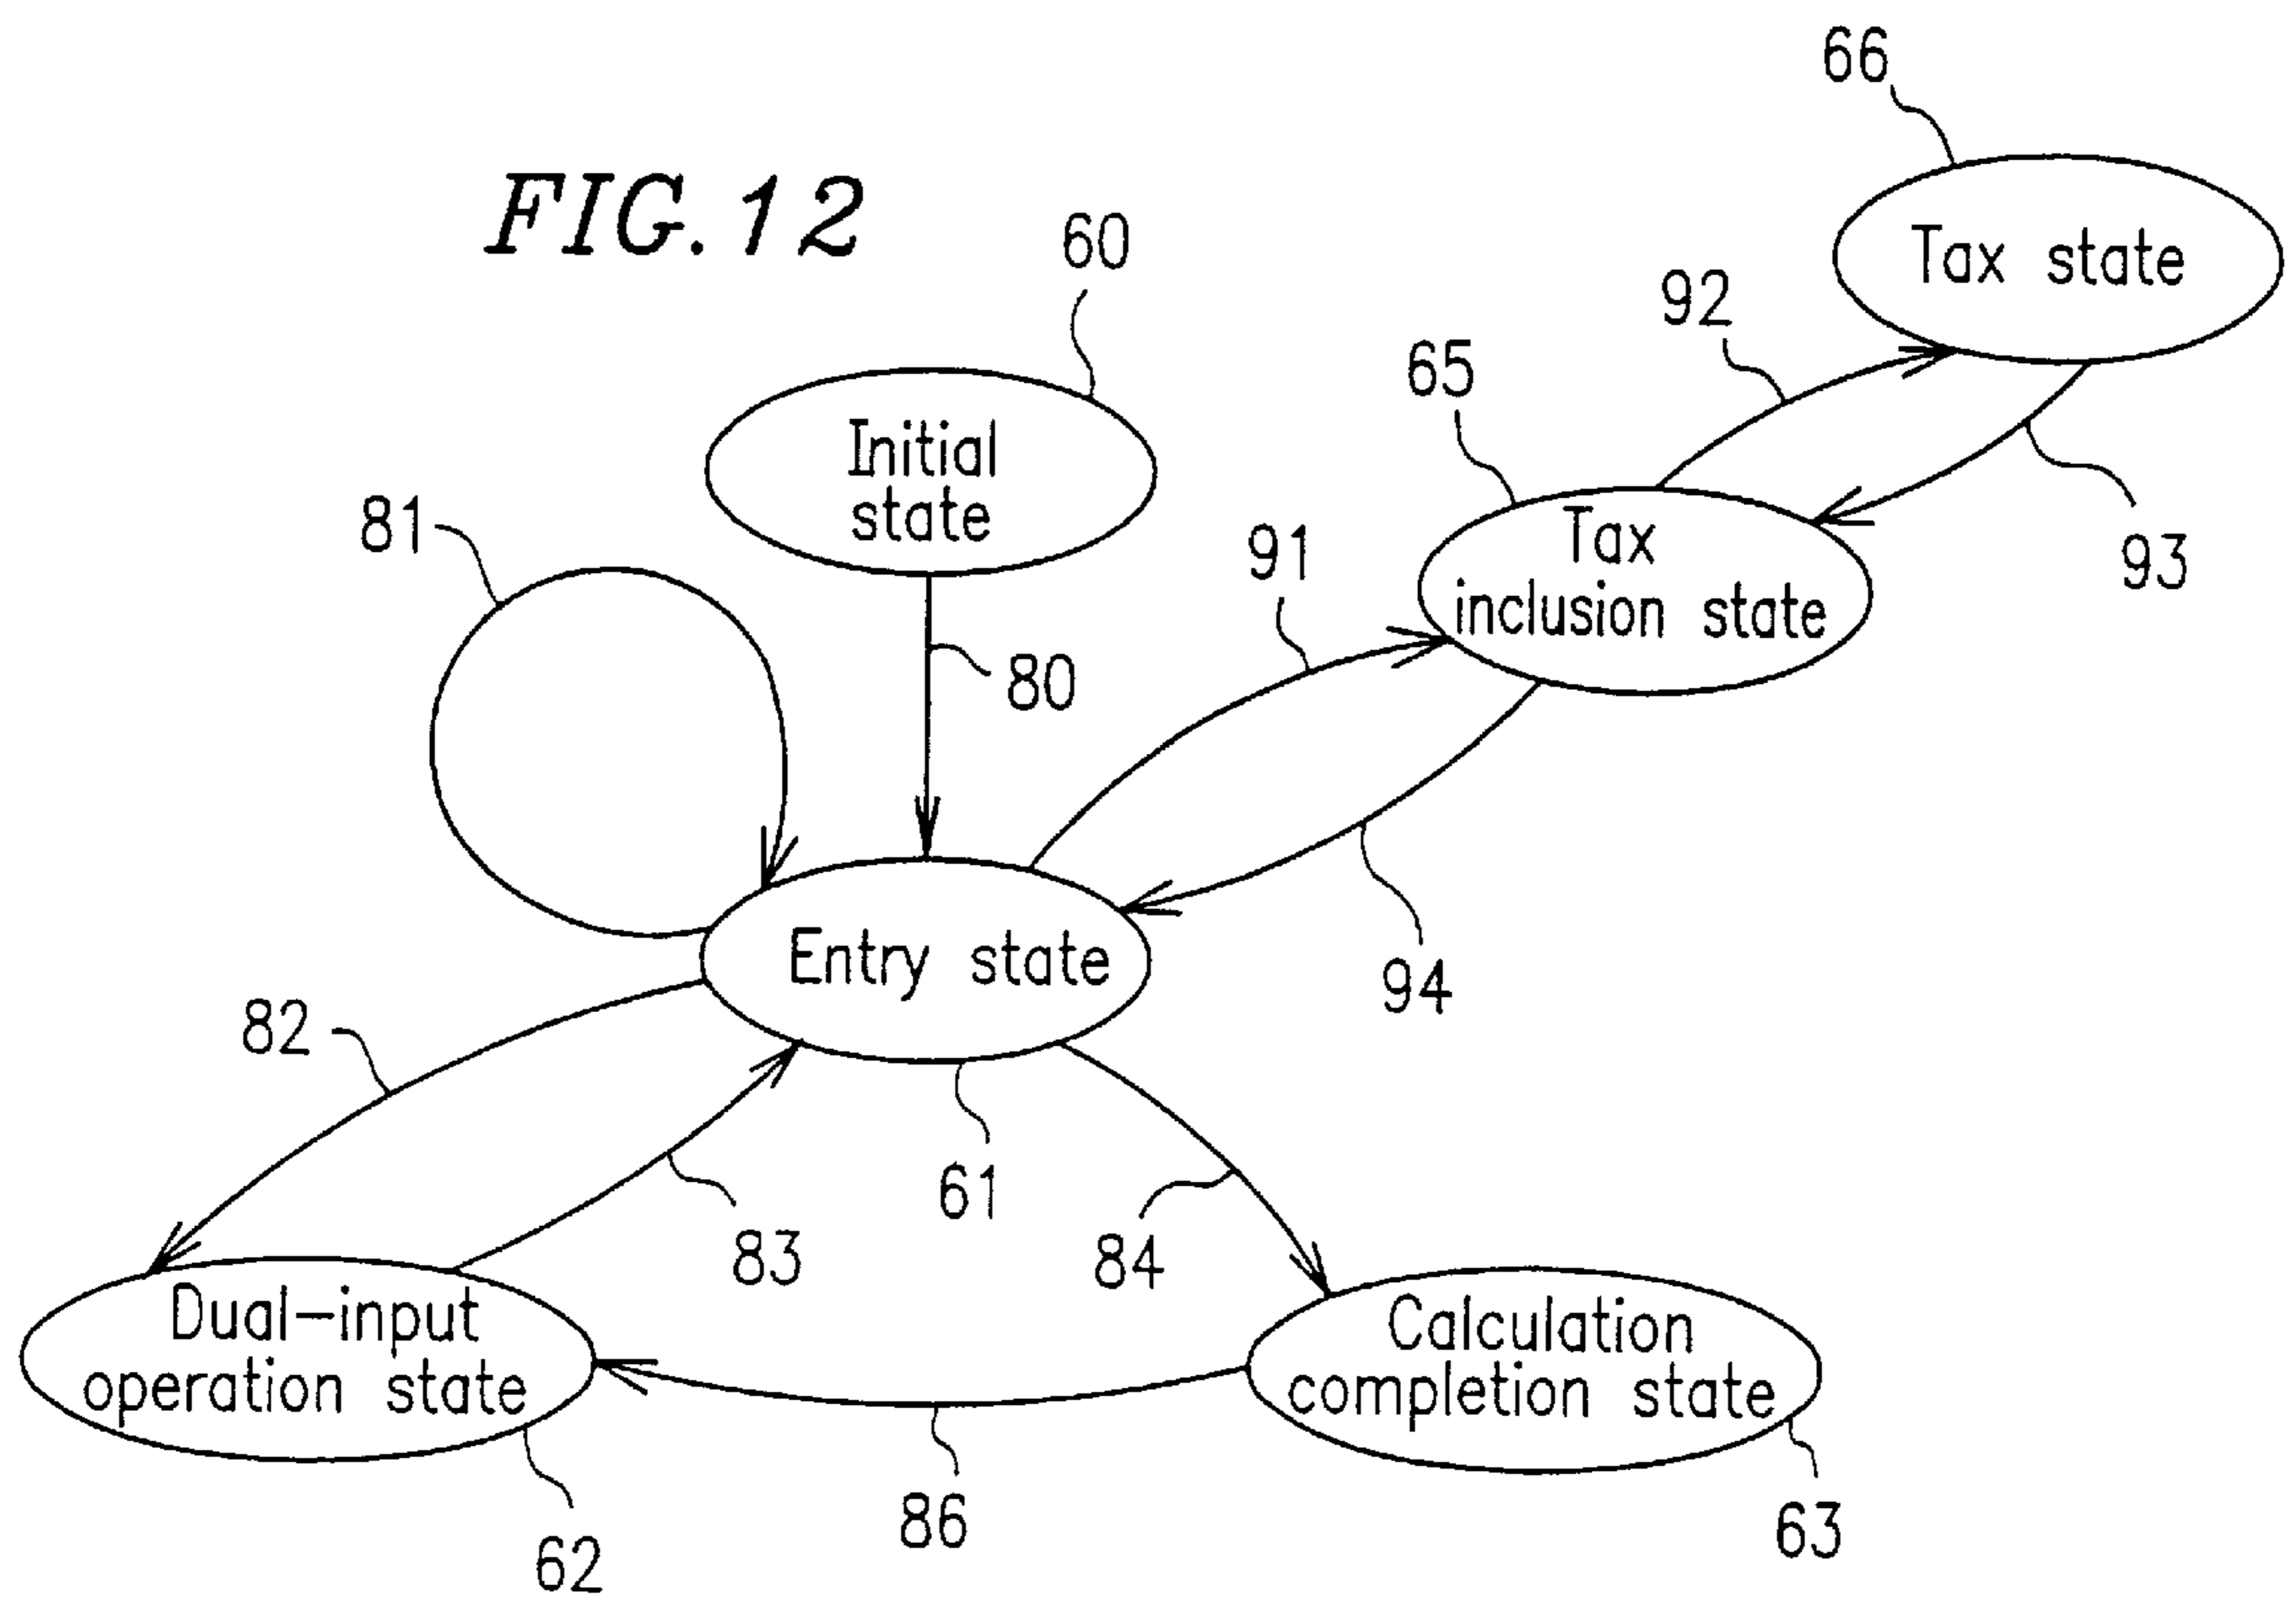 66
FIG.12
60
Tax state
92
65
Initial
state
81
Tax
inclusion state
91
93
80
Entry state
94
82
61
83
84
Dual-input
operation state
Calculation
completion state
86
63
62